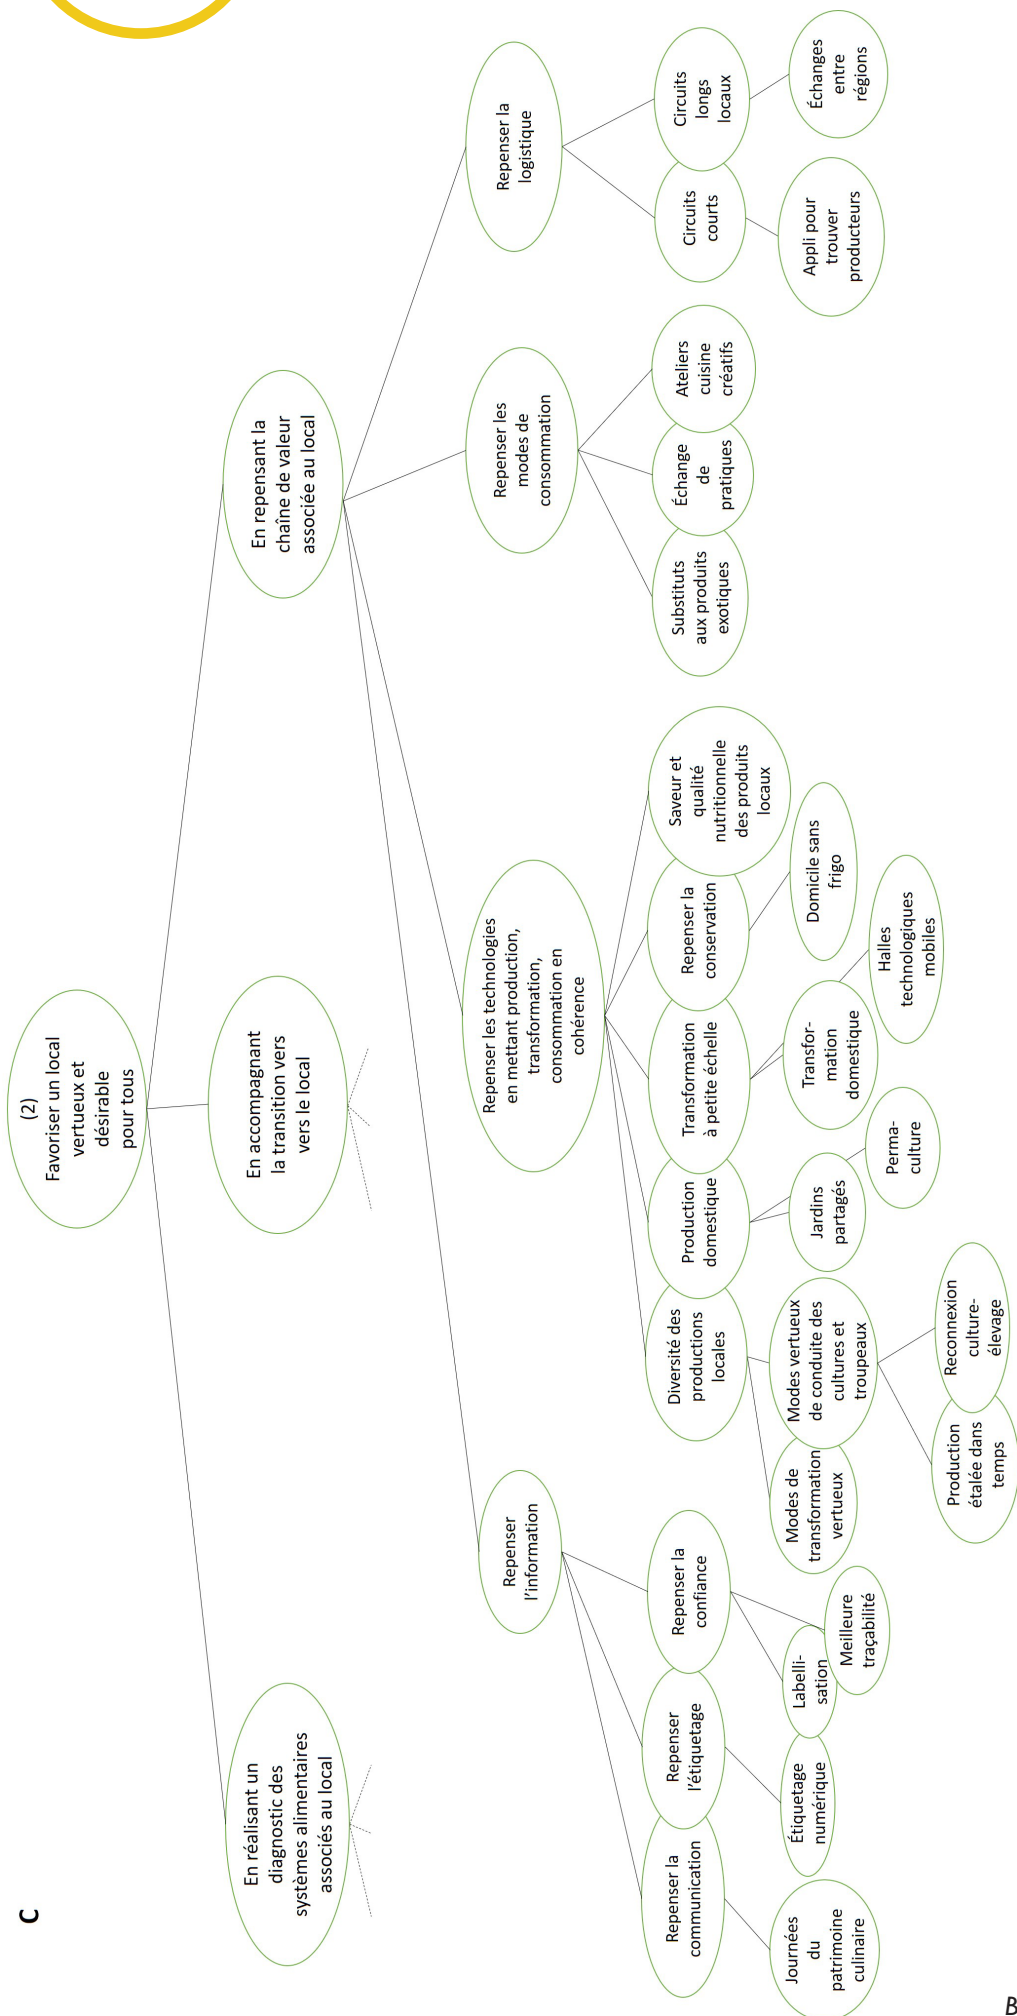 C
(2)
Favoriser un local
vertueux et
désirable
pour tous
En réalisant un
diagnostic des
systèmes alimentaires
associés au local
En accompagnant
la transition vers
vers le local
En repensant la
chaîne de valeur
associée au local
Repenser
l'information
Repenser les technologies
en mettant production,
transformation,
consommation en
cohérence
Repenser les
modes de
consommation
Repenser la
logistique
Repenser la
communication
Repenser
l'étiquetage
Repenser la
confiance
Diversité des
productions
locales
Production
domestique
Transformation
à petite échelle
Repenser la
conservation
Saveur et
qualité
nutritionnelle
des produits
locaux
Substituts
aux produits
exotiques
Échange
de
pratiques
Ateliers
cuisine
créatifs
Circuits
courts
Circuits
longs
locaux
Journées
du
patrimoine
culinaire
Étiquetage
numérique
Labelli-
sation
Meilleure
traçabilité
Modes de
transformation
vertueux
Modes vertueux
de conduite des
cultures et
troupeaux
Jardins
partagés
Perma-
culture
Transfor-
mation
domestique
Halles
technologiques
mobiles
Domicile sans
frigo
Appli pour
trouver
producteurs
Échanges
entre
régions
Production
étalée dans
temps
Reconnexion
culture-
élevage
B